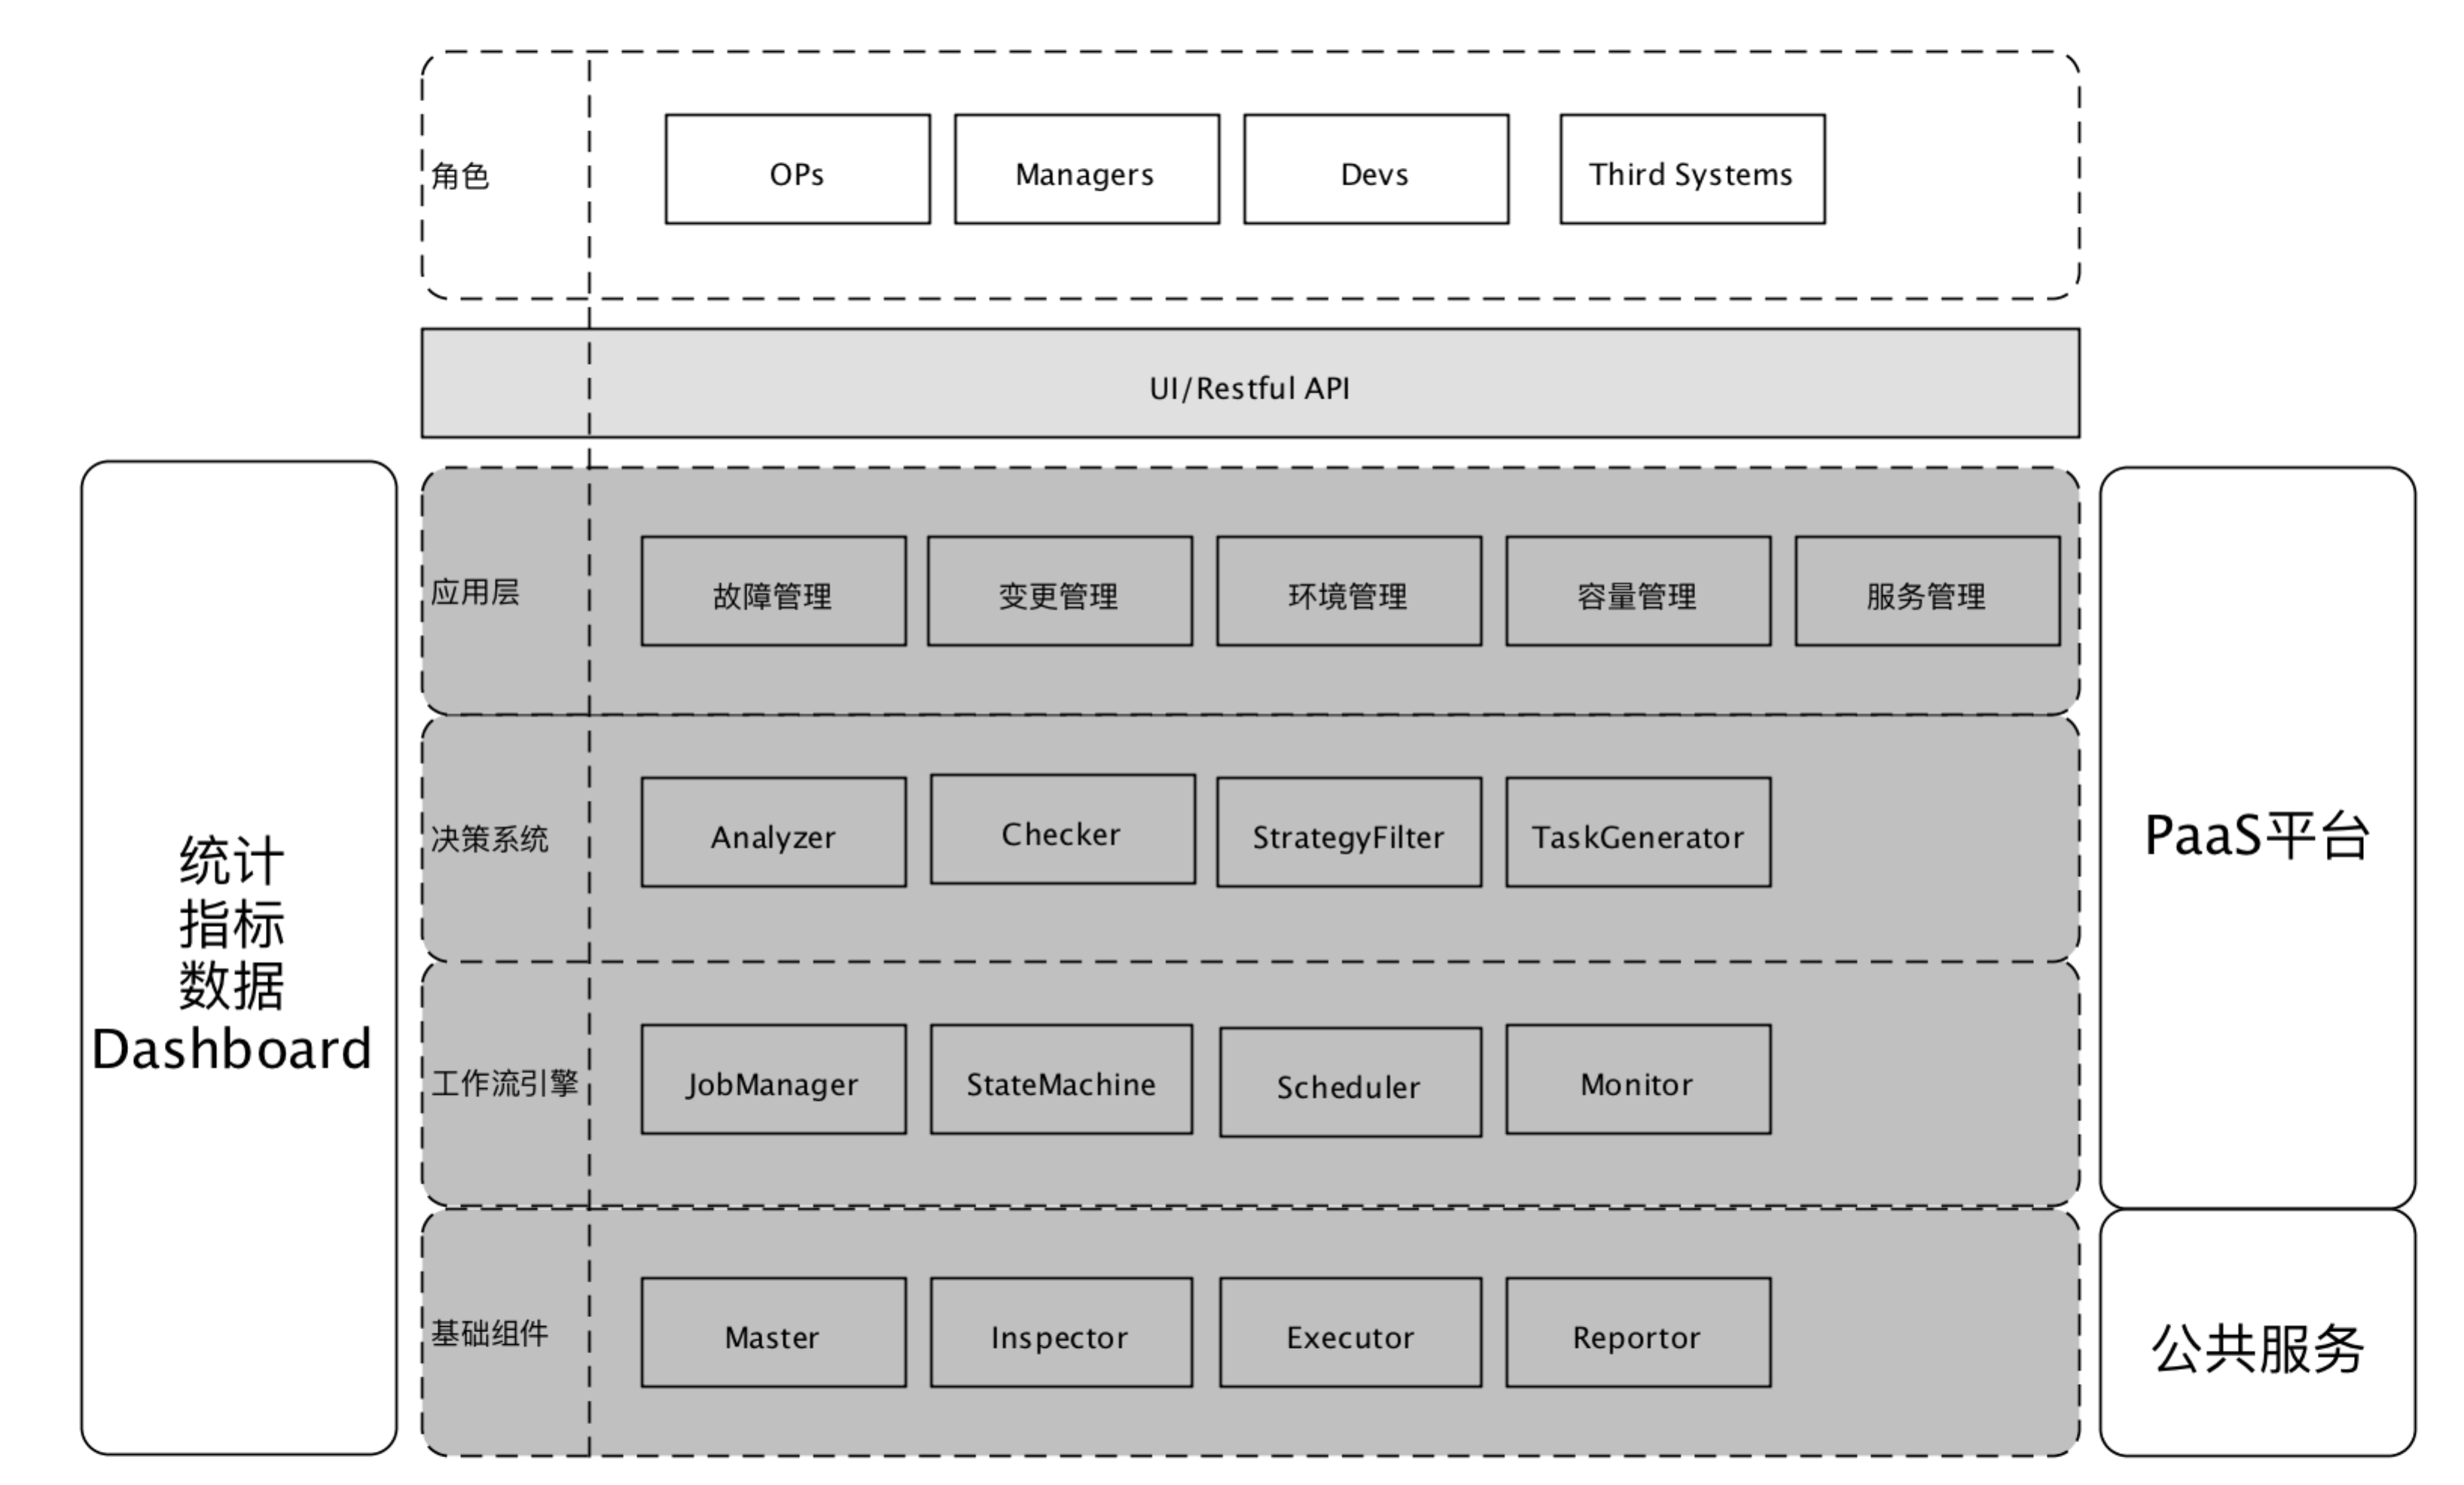 角色
OPs
Managers
Devs
Third Systems
UI/Restful API
统计
指标
数据
Dashboard
应用层
故障管理
变更管理
环境管理
容量管理
服务管理
决策系统
Analyzer
Checker
StrategyFilter
TaskGenerator
工作流引擎
JobManager
StateMachine
Scheduler
Monitor
基础组件
Master
Inspector
Executor
Reportor
PaaS平台
公共服务